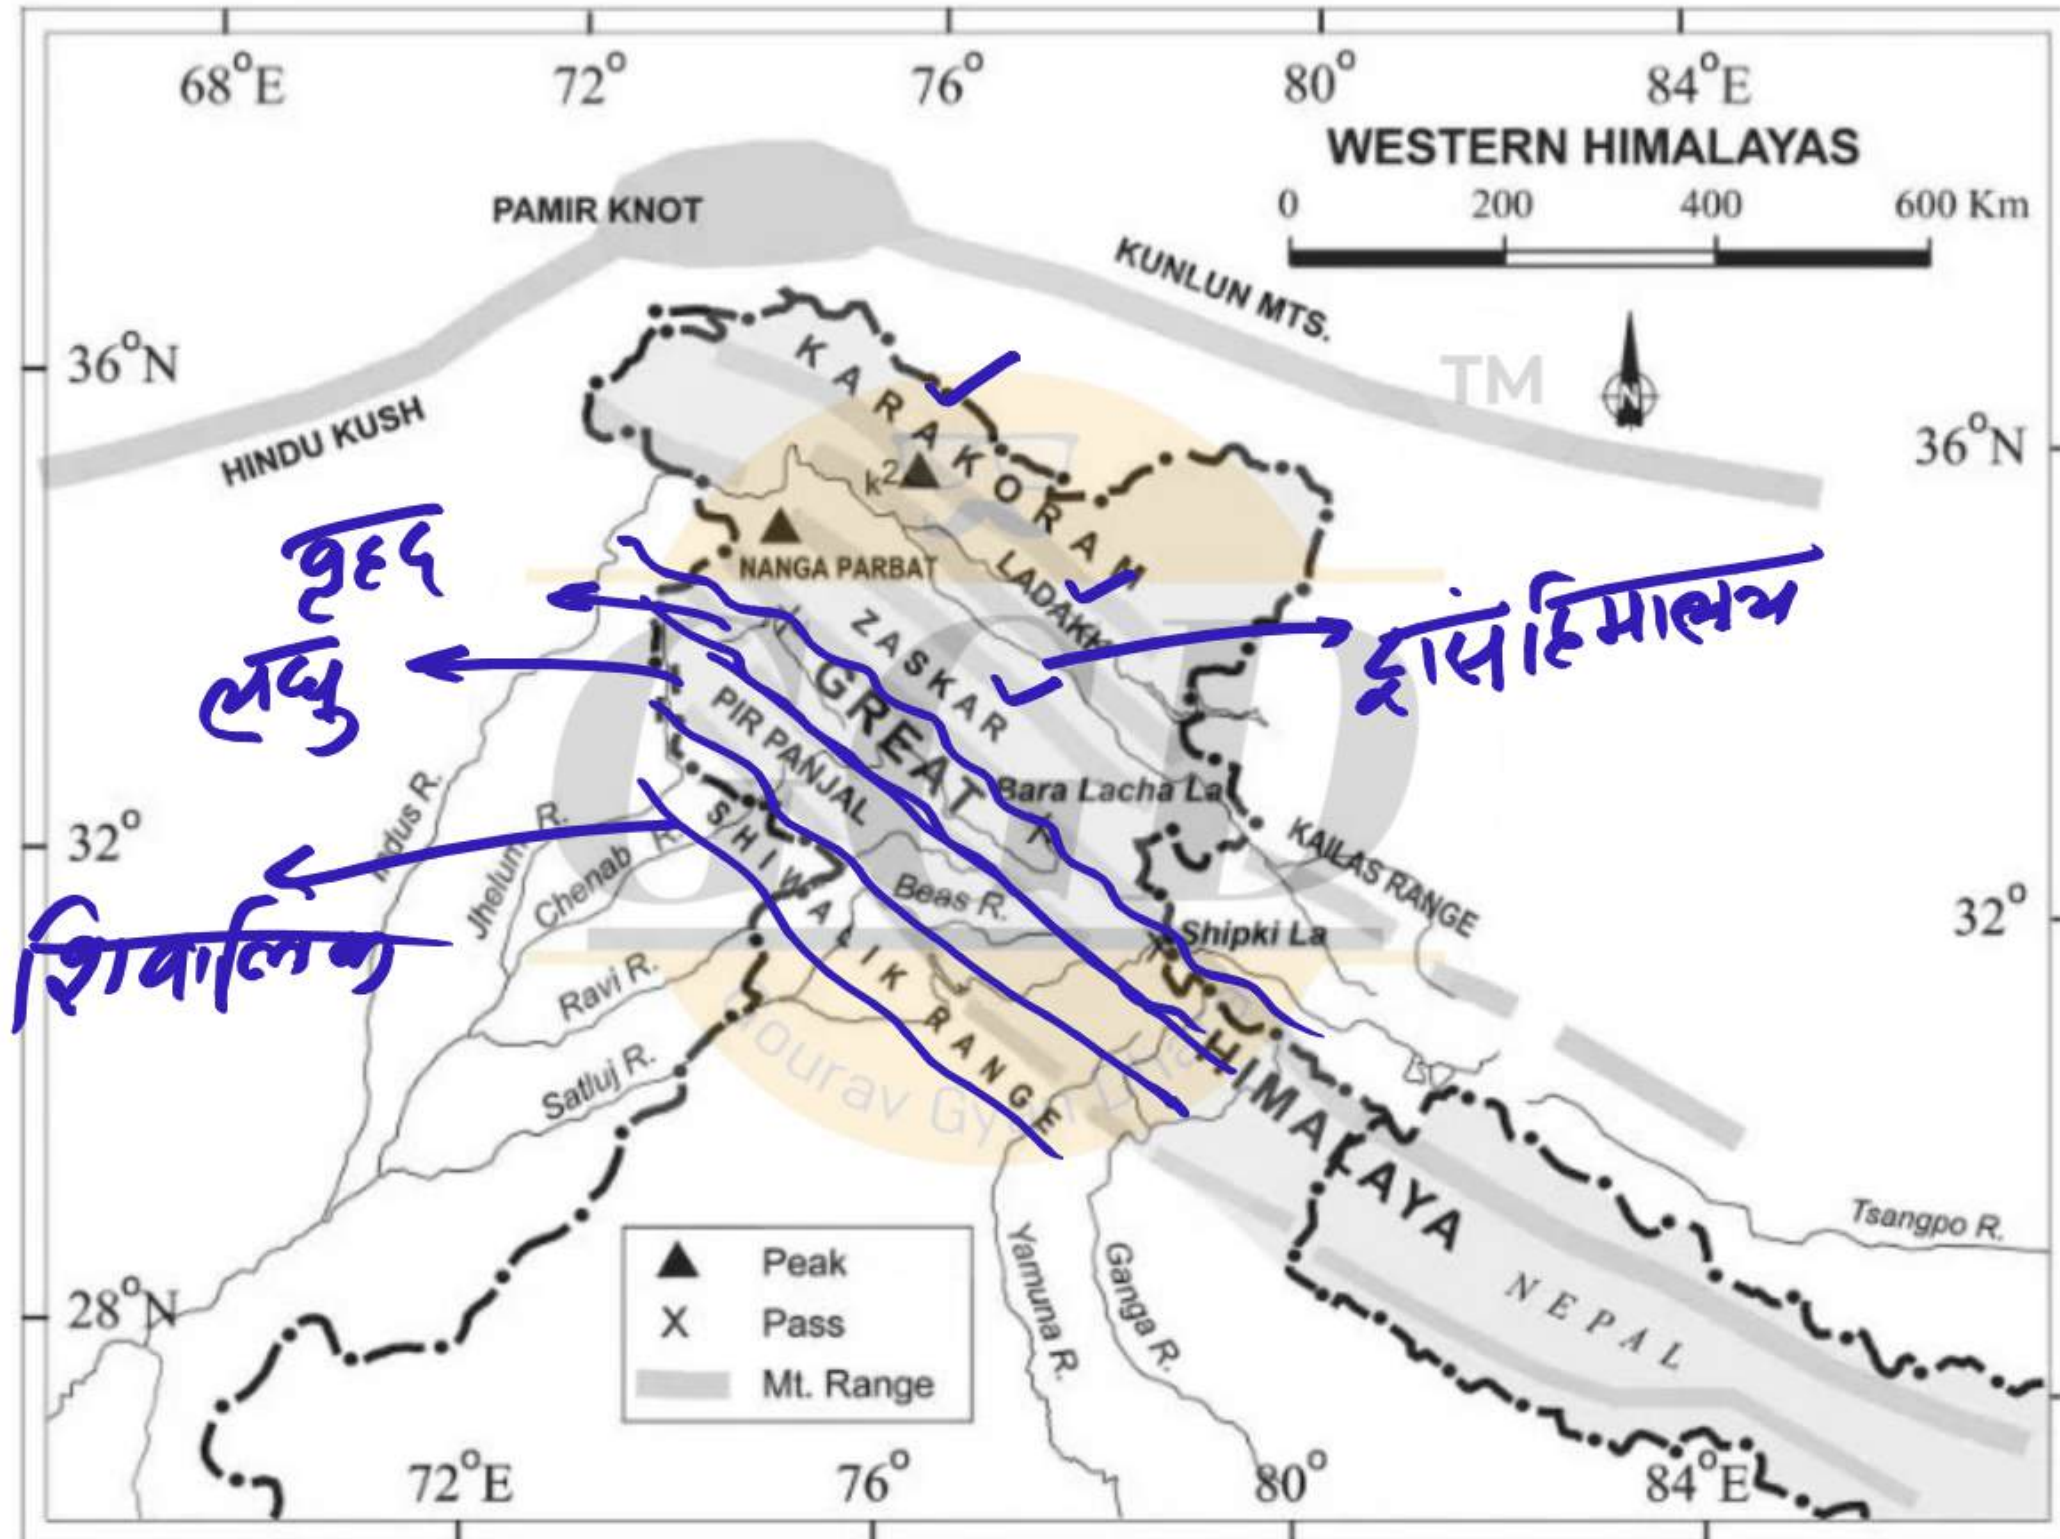 68°E 72° 76° 80° 84°E
WESTERN HIMALAYAS
0 200 400 600 Km
PAMIR KNOT
KUNLUN MTS.
HINDU KUSH
36°N
TM
N
36°N
KARAKORAM
K²
NANGA PARBAT
LADAKH
ZASKAR
वृहद
लघु
ट्रांस हिमालय
GREAT
PIR PANJAL
Bara Lacha La
SHIWALIK RANGE
32°
KAILAS RANGE
32°
Indus R.
Jhelum R.
Chenab R.
Beas R.
Shipki La
शिवालिक
Ravi R.
Satluj R.
HIMALAYA
Yamuna R.
Ganga R.
Tsangpo R.
NEPAL
28°N
Peak
X Pass
Mt. Range
72°E 76° 80° 84°E